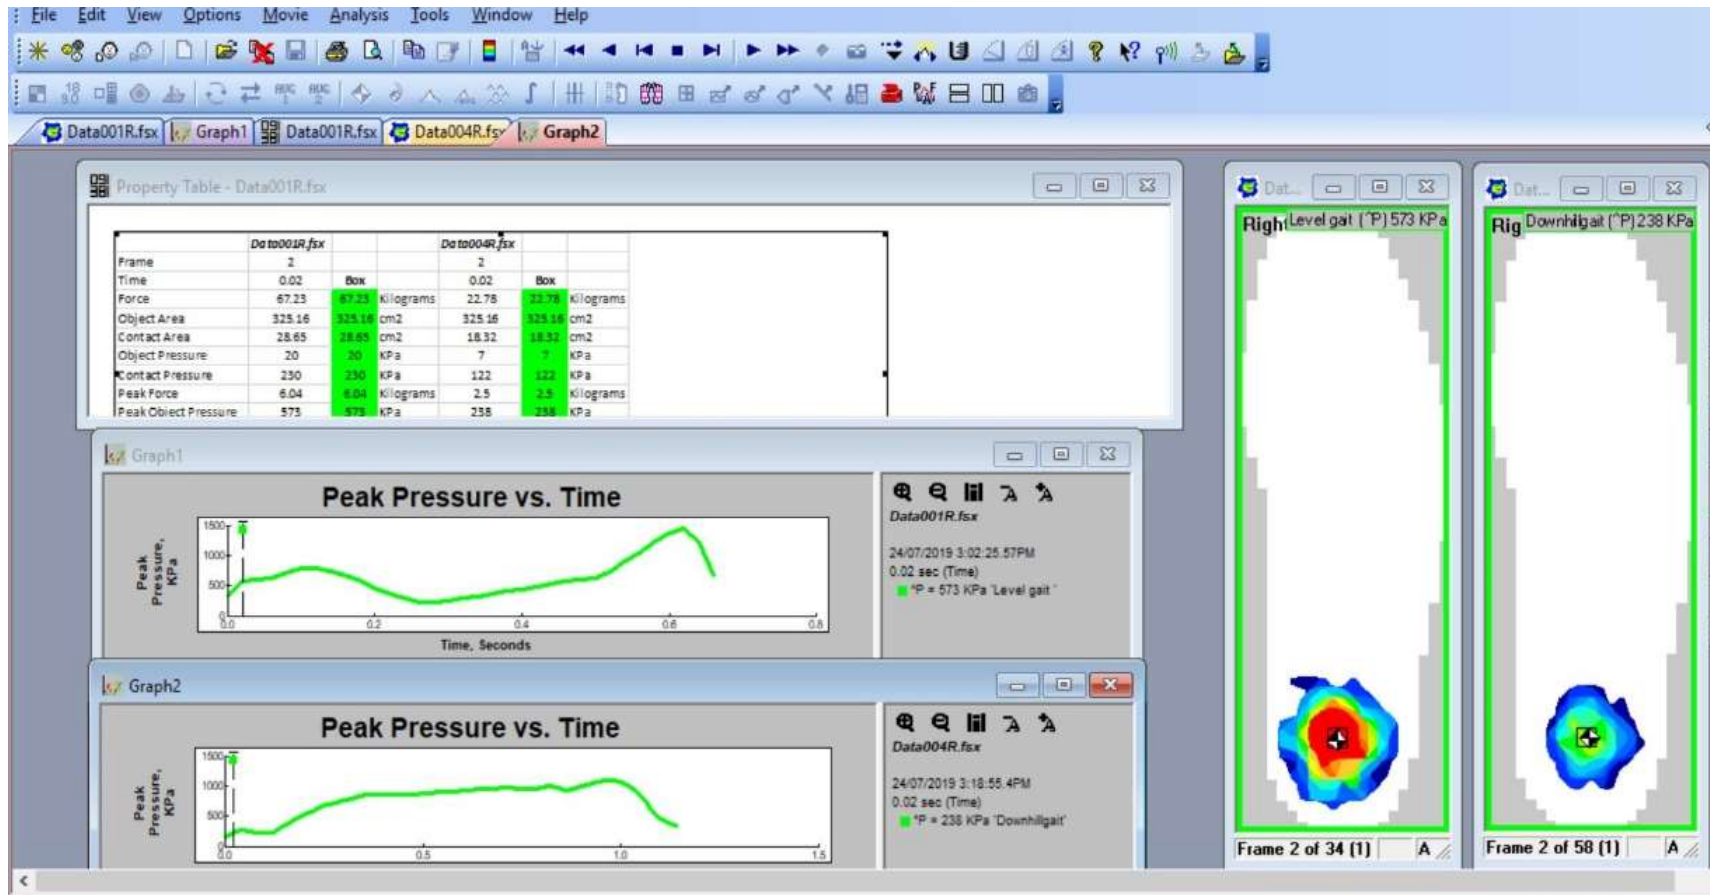 File Edit View Options Movie Analysis Tools Window Help
Data001R.fsx Graph1 Data001R.fsx Data004R.fsx Graph2
Property Table - Data001R.fsx
Data001R.fsx Data004R.fsx
Frame 2 2
Time 0.02 Box 0.02 Box
Force 67.23 67.23 Kilograms 22.78 22.78 Kilograms
Object Area 325.16 325.16 cm2 325.16 325.16 cm2
Contact Area 28.65 28.65 cm2 18.32 18.32 cm2
Object Pressure 20 20 KPa 7 7 KPa
Contact Pressure 230 230 KPa 122 122 KPa
Peak Force 6.04 6.04 Kilograms 2.5 2.5 Kilograms
Peak Object Pressure 573 573 KPa 238 238 KPa
Graph1
Peak Pressure vs. Time
Peak Pressure, KPa
1500
1000
500
0
0.0 0.2 0.4 0.6 0.8
Time, Seconds
Data001R.fsx
24/07/2019 3:02:25.57PM
0.02 sec (Time)
^P = 573 KPa 'Level gait '
Graph2
Peak Pressure vs. Time
Peak Pressure, KPa
1500
1000
500
0
0.0 0.5 1.0 1.5
Data004R.fsx
24/07/2019 3:18:55.4PM
0.02 sec (Time)
^P = 238 KPa 'Downhillgait'
Dat...
Right Level gait (^P) 573 KPa
Frame 2 of 34 (1) A
Dat...
Rig Downhillgait (^P) 238 KPa
Frame 2 of 58 (1) A